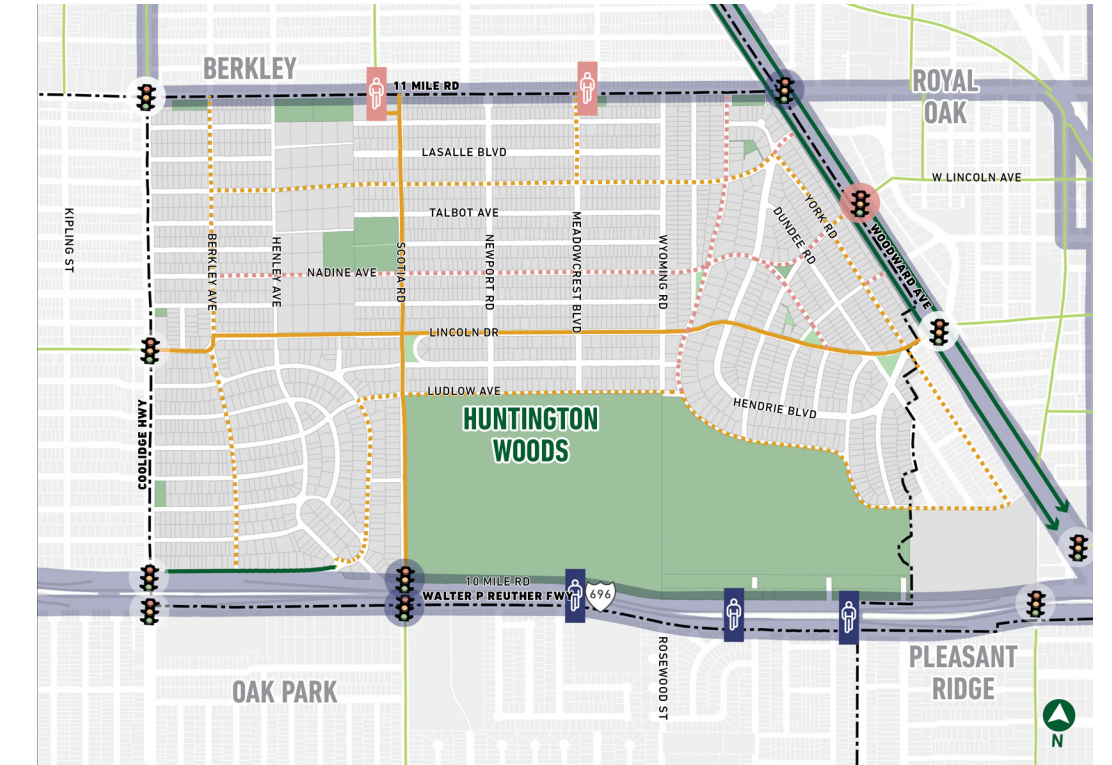 BERKLEY
11 MILE RD
ROYAL
OAK
LASALLE BLVD
W LINCOLN AVE
KIPLING ST
TALBOT AVE
YORK RD
DUNDEE RD
BERKLEY AVE
HENLEY AVE
NADINE AVE
SCOTIA RD
NEWPORT RD
MEADOWCREST BLVD
WYOMING RD
WOODWARD AVE
LINCOLN DR
LUDLOW AVE
HENDRIE BLVD
HUNTINGTON
WOODS
COOLIDGE HWY
10 MILE RD
WALTER P REUTHER FWY
696
ROSEWOOD ST
OAK PARK
PLEASANT
RIDGE
N